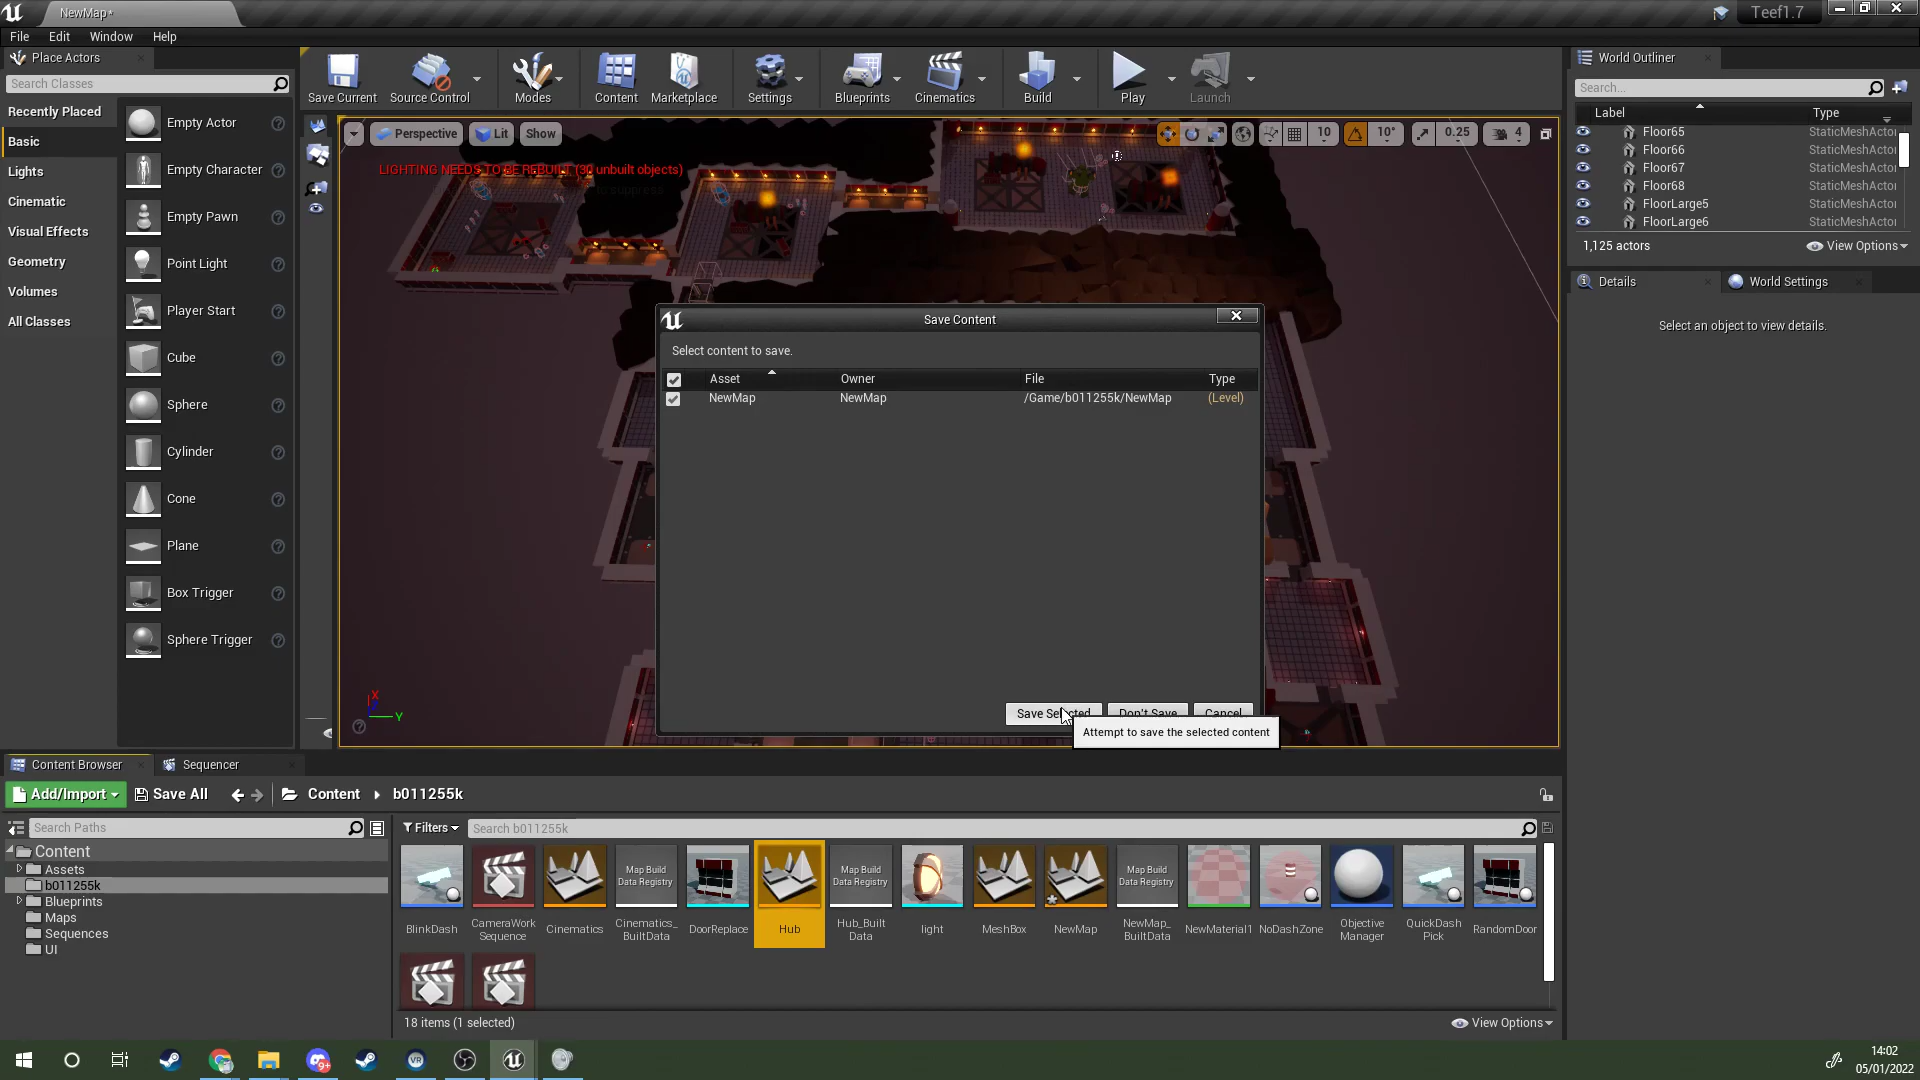 NewMap*
Teef1.7
File Edit Window Help
Place Actors
Search Classes
Recently Placed
Basic
Lights
Cinematic
Visual Effects
Geometry
Volumes
All Classes
Empty Actor
Empty Character
Empty Pawn
Point Light
Player Start
Cube
Sphere
Cylinder
Cone
Plane
Box Trigger
Sphere Trigger
Save Current
Source Control
Modes
Content
Marketplace
Settings
Blueprints
Cinematics
Build
Play
Launch
Perspective
Lit
Show
10
10°
0.25
4
LIGHTING NEEDS TO BE REBUILT (30 unbuilt objects)
X
Y
Save Content
Select content to save.
Asset Owner File Type
NewMap NewMap /Game/b011255k/NewMap (Level)
Save Selected
Don't Save
Cancel
Attempt to save the selected content
World Outliner
Search...
Label Type
Floor65 StaticMeshActor
Floor66 StaticMeshActor
Floor67 StaticMeshActor
Floor68 StaticMeshActor
FloorLarge5 StaticMeshActor
FloorLarge6 StaticMeshActor
1,125 actors
View Options
Details
World Settings
Select an object to view details.
Content Browser
Sequencer
Add/Import
Save All
Content
b011255k
Search Paths
Filters
Search b011255k
Content
Assets
b011255k
Blueprints
Maps
Sequences
UI
Map Build
Data Registry
Map Build
Data Registry
Map Build
Data Registry
BlinkDash
CameraWork
Sequence
Cinematics
Cinematics_
BuiltData
DoorReplace
Hub
Hub_Built
Data
light
MeshBox
NewMap
NewMap_
BuiltData
NewMaterial1
NoDashZone
Objective
Manager
QuickDash
Pick
RandomDoor
18 items (1 selected)
View Options
9+
VR
14:02
05/01/2022